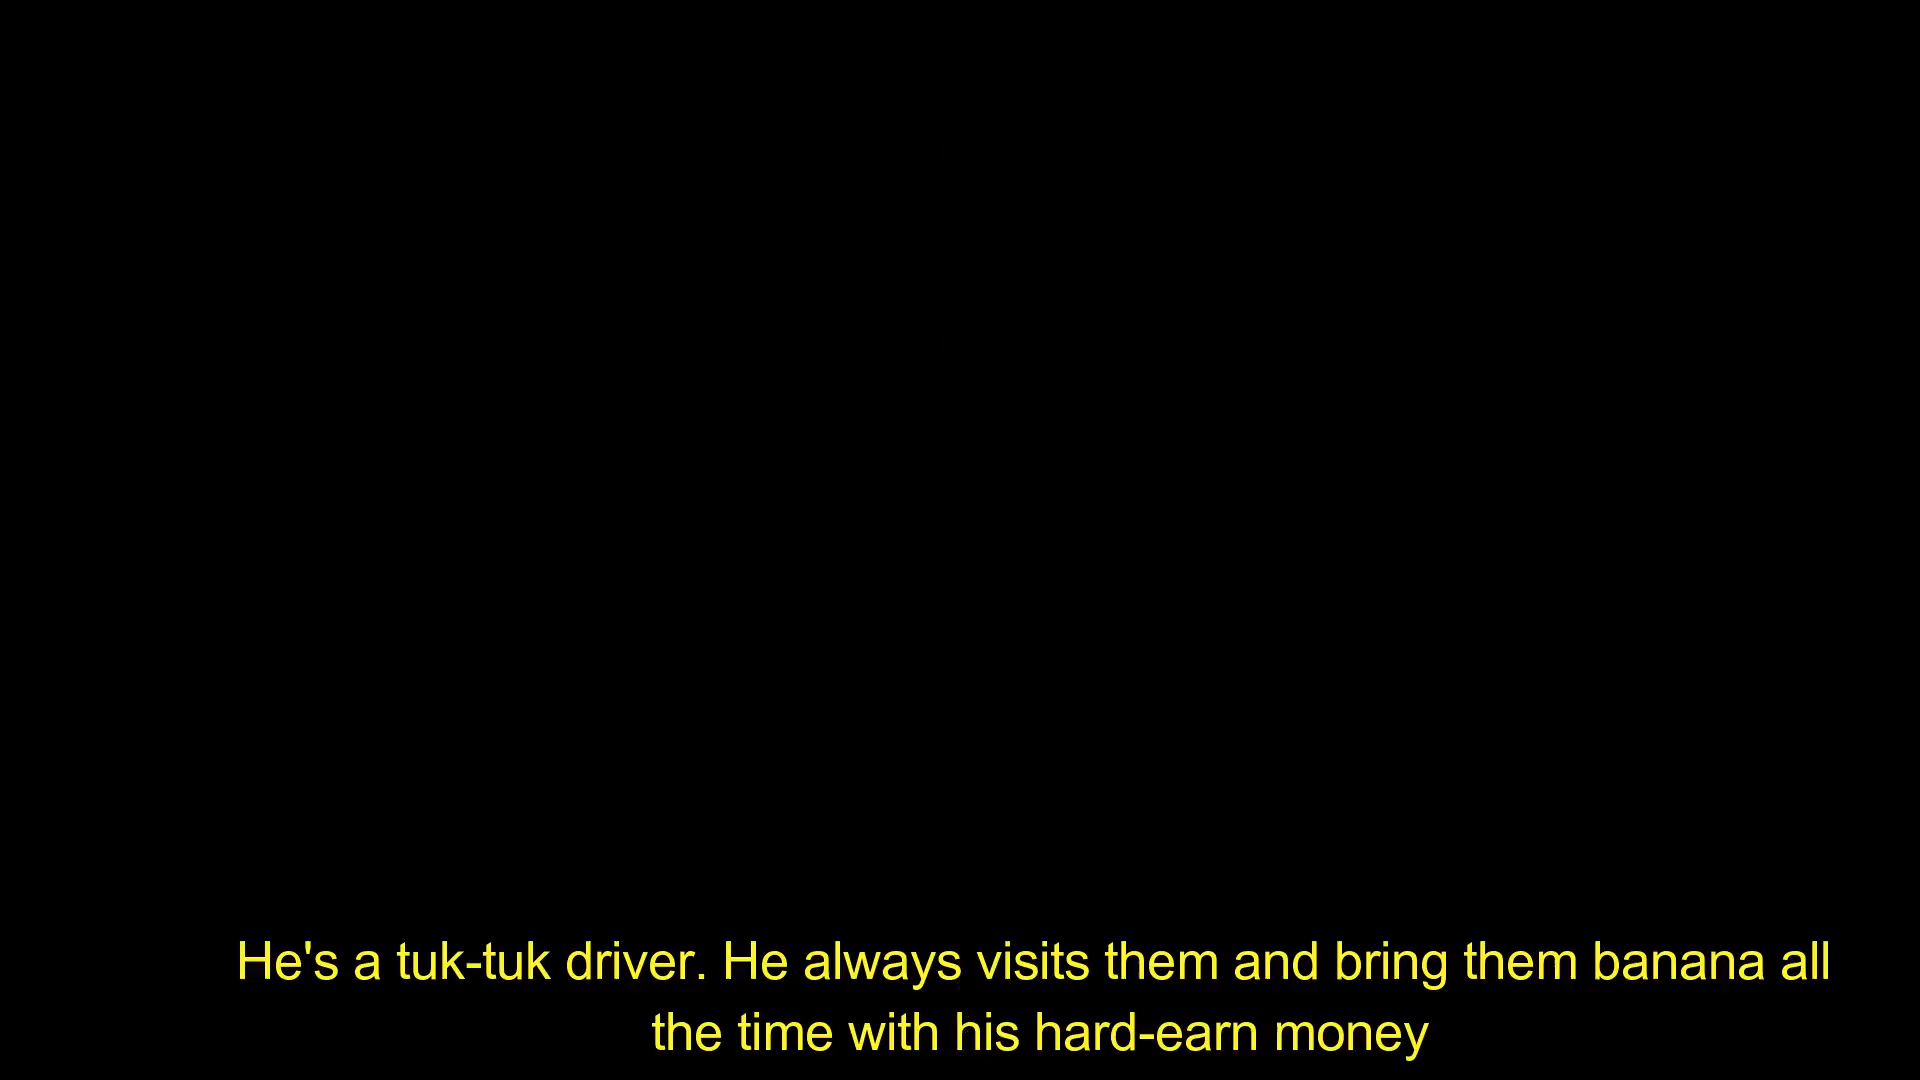 He's a tuk-tuk driver. He always visits them and bring them banana all
the time with his hard-earn money